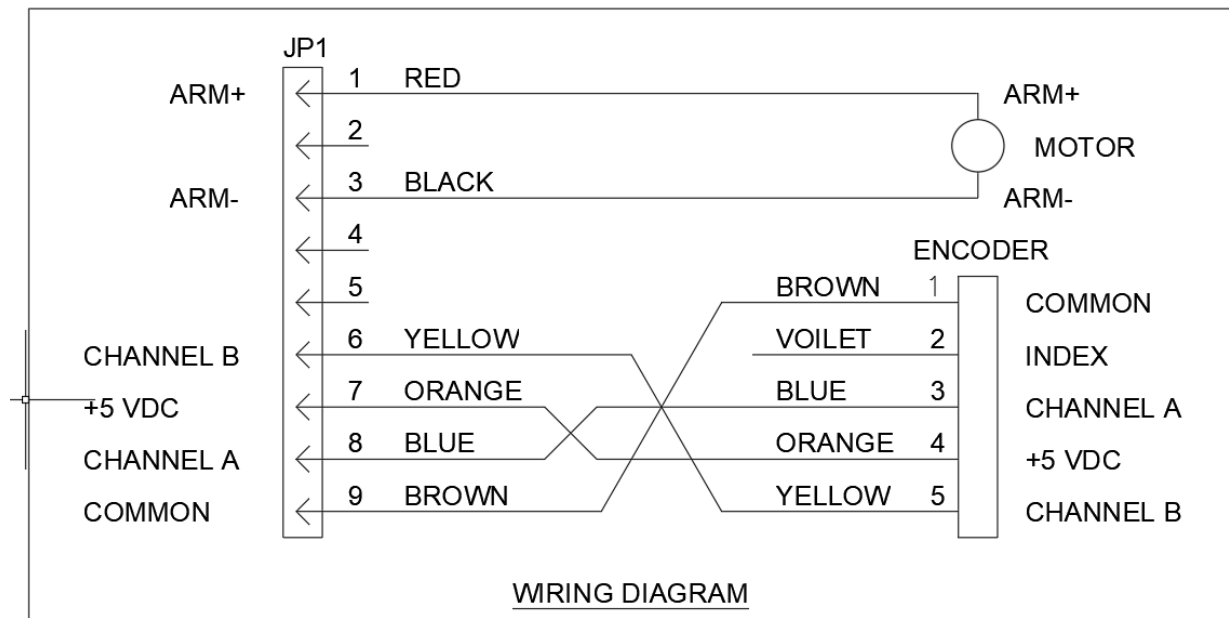 JP1
ARM+ 1 RED ARM+
2 MOTOR
ARM- 3 BLACK ARM-
4
ENCODER
5 BROWN 1 COMMON
CHANNEL B 6 YELLOW VOILET 2 INDEX
+5 VDC 7 ORANGE BLUE 3 CHANNEL A
CHANNEL A 8 BLUE ORANGE 4 +5 VDC
COMMON 9 BROWN YELLOW 5 CHANNEL B
WIRING DIAGRAM